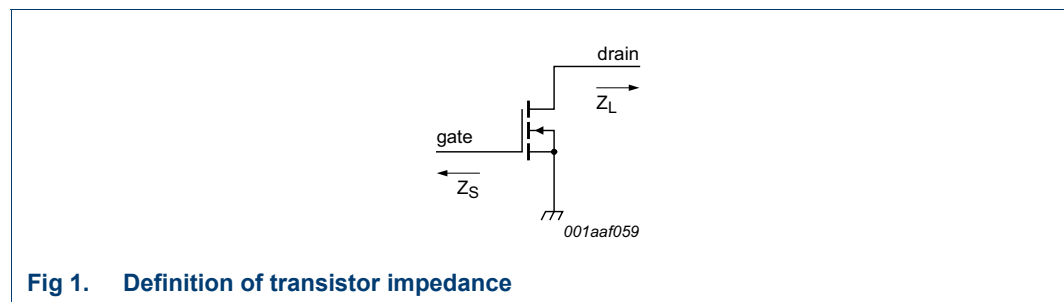 drain
Z_L
gate
Z_S
001aaf059
Fig 1. Definition of transistor impedance